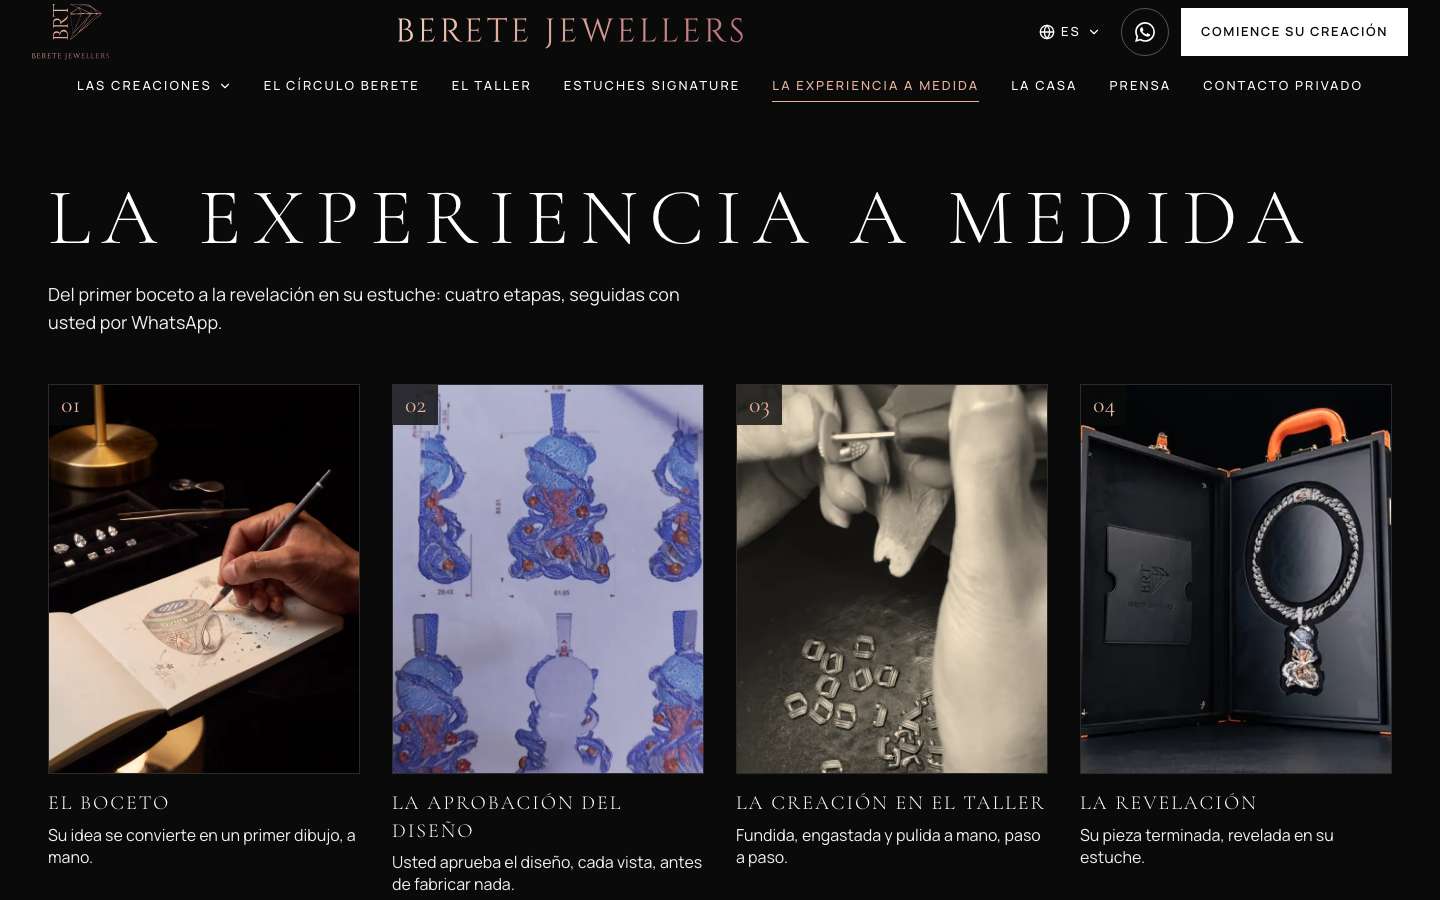 BRT
BERETE JEWELLERS
BERETE JEWELLERS
ES
COMIENCE SU CREACIÓN
LAS CREACIONES
EL CÍRCULO BERETE
EL TALLER
ESTUCHES SIGNATURE
LA EXPERIENCIA A MEDIDA
LA CASA
PRENSA
CONTACTO PRIVADO
LA EXPERIENCIA A MEDIDA
Del primer boceto a la revelación en su estuche: cuatro etapas, seguidas con
usted por WhatsApp.
01
02
03
04
BRT
EL BOCETO
Su idea se convierte en un primer dibujo, a
mano.
LA APROBACIÓN DEL
DISEÑO
Usted aprueba el diseño, cada vista, antes
de fabricar nada.
LA CREACIÓN EN EL TALLER
Fundida, engastada y pulida a mano, paso
a paso.
LA REVELACIÓN
Su pieza terminada, revelada en su
estuche.